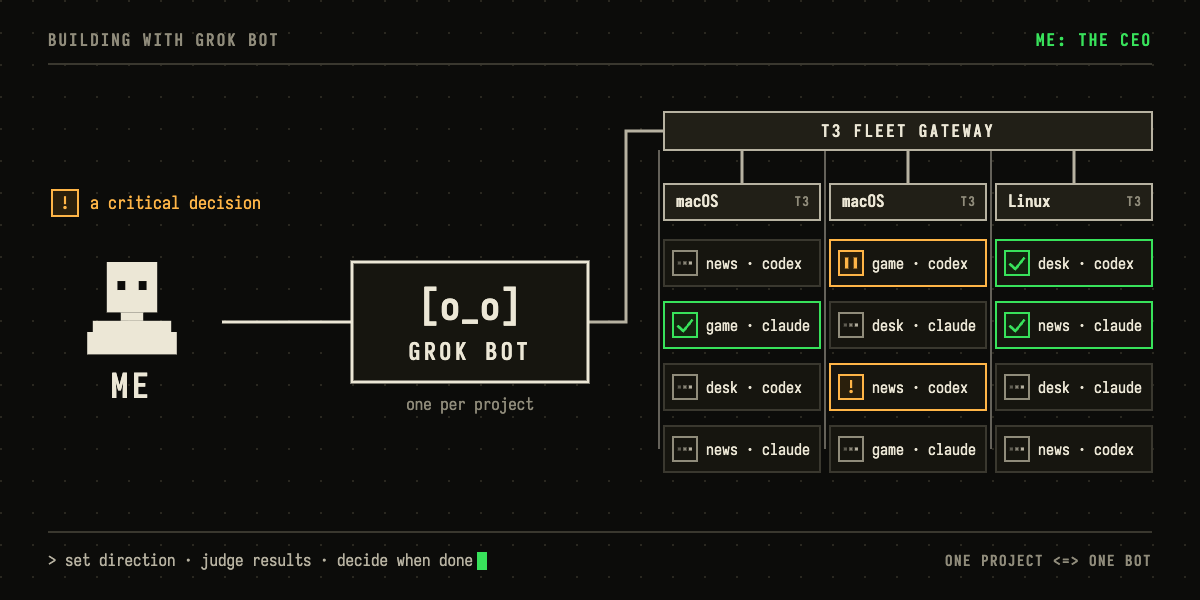 BUILDING WITH GROK BOT
ME: THE CEO
! a critical decision
ME
[o_o]
GROK BOT
one per project
T3 FLEET GATEWAY
macOS T3
macOS T3
Linux T3
news · codex
game · codex
desk · codex
game · claude
desk · claude
news · claude
desk · codex
! news · codex
desk · claude
news · claude
game · claude
news · codex
> set direction · judge results · decide when done
ONE PROJECT <=> ONE BOT